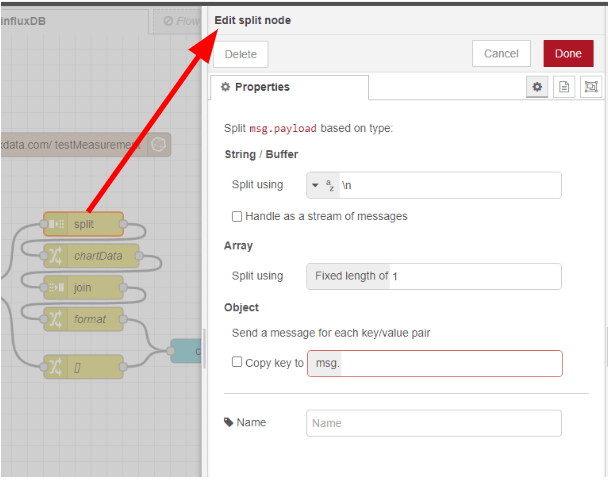 influxDB
Flow
Edit split node
Delete
Cancel
Done
Properties
xdata.com/ testMeasurement
Split msg.payload based on type:
String / Buffer
Split using
az
\n
Handle as a stream of messages
split
chartData
join
format
[]
Array
Split using
Fixed length of 1
Object
Send a message for each key/value pair
Copy key to
msg.
Name
Name